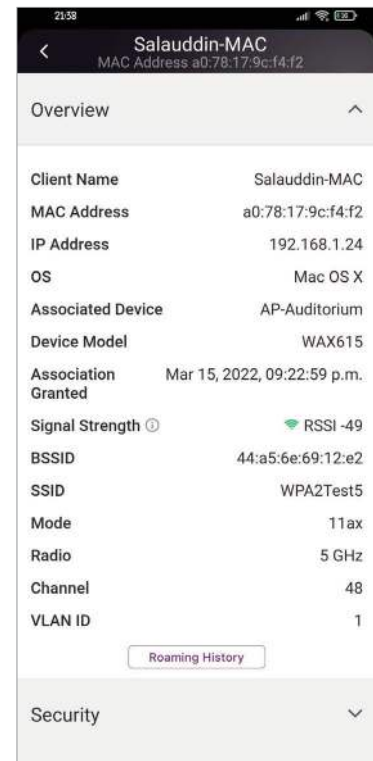 21:38
Salauddin-MAC
MAC Address a0:78:17:9c:f4:f2
Overview
Client Name Salauddin-MAC
MAC Address a0:78:17:9c:f4:f2
IP Address 192.168.1.24
OS Mac OS X
Associated Device AP-Auditorium
Device Model WAX615
Association Granted Mar 15, 2022, 09:22:59 p.m.
Signal Strength RSSI -49
BSSID 44:a5:6e:69:12:e2
SSID WPA2Test5
Mode 11ax
Radio 5 GHz
Channel 48
VLAN ID 1
Roaming History
Security